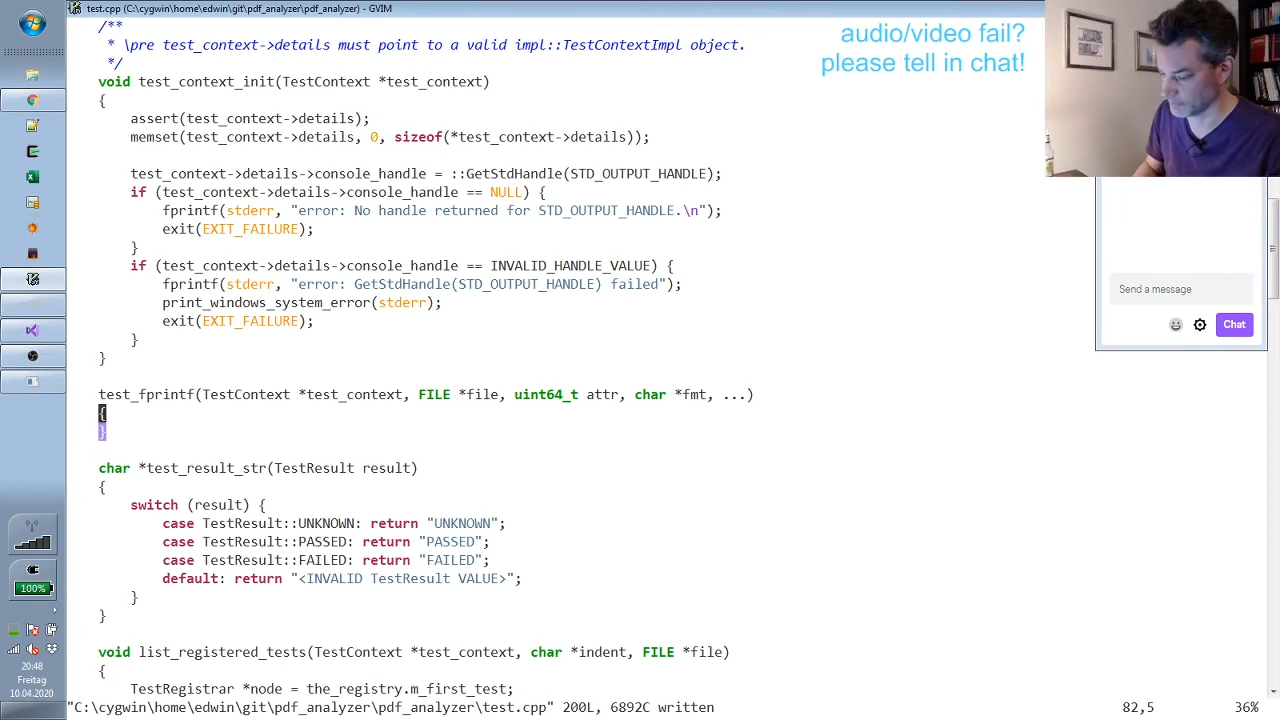 test.cpp (C:\cygwin\home\edwin\git\pdf_analyzer\pdf_analyzer) - GVIM
/**
 * \pre test_context->details must point to a valid impl::TestContextImpl object.
 */
void test_context_init(TestContext *test_context)
{
    assert(test_context->details);
    memset(test_context->details, 0, sizeof(*test_context->details));
    test_context->details->console_handle = ::GetStdHandle(STD_OUTPUT_HANDLE);
    if (test_context->details->console_handle == NULL) {
        fprintf(stderr, "error: No handle returned for STD_OUTPUT_HANDLE.\n");
        exit(EXIT_FAILURE);
    }
    if (test_context->details->console_handle == INVALID_HANDLE_VALUE) {
        fprintf(stderr, "error: GetStdHandle(STD_OUTPUT_HANDLE) failed");
        print_windows_system_error(stderr);
        exit(EXIT_FAILURE);
    }
}
test_fprintf(TestContext *test_context, FILE *file, uint64_t attr, char *fmt, ...)
{
}
char *test_result_str(TestResult result)
{
    switch (result) {
        case TestResult::UNKNOWN: return "UNKNOWN";
        case TestResult::PASSED: return "PASSED";
        case TestResult::FAILED: return "FAILED";
        default: return "<INVALID TestResult VALUE>";
    }
}
void list_registered_tests(TestContext *test_context, char *indent, FILE *file)
{
    TestRegistrar *node = the_registry.m_first_test;
"C:\cygwin\home\edwin\git\pdf_analyzer\pdf_analyzer\test.cpp" 200L, 6892C written
82,5
36%
audio/video fail?
please tell in chat!
Send a message
Chat
100%
20:48
Freitag
10.04.2020